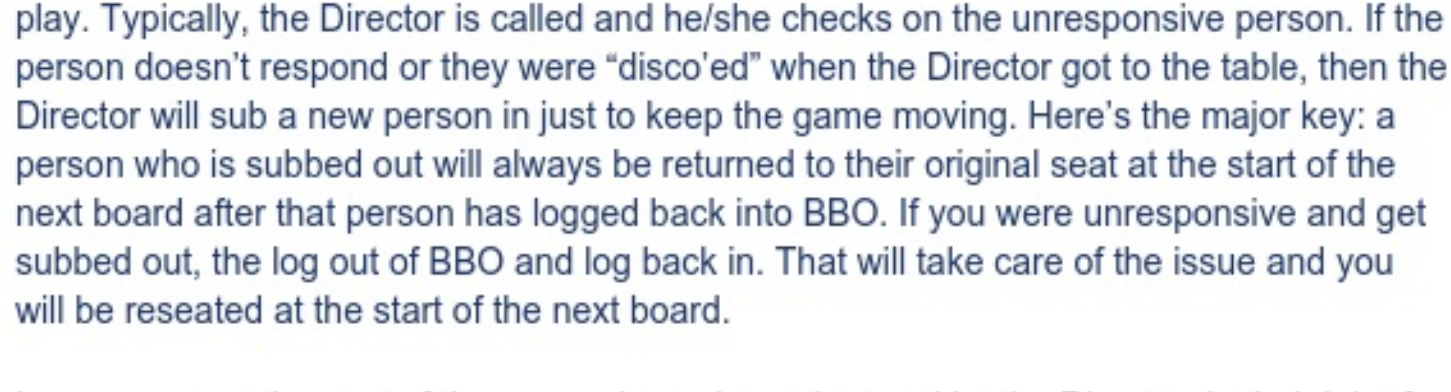 play. Typically, the Director is called and he/she checks on the unresponsive person. If the
person doesn't respond or they were “disco'ed” when the Director got to the table, then the
Director will sub a new person in just to keep the game moving. Here's the major key: a
person who is subbed out will always be returned to their original seat at the start of the
next board after that person has logged back into BBO. If you were unresponsive and get
subbed out, the log out of BBO and log back in. That will take care of the issue and you
will be reseated at the start of the next board.